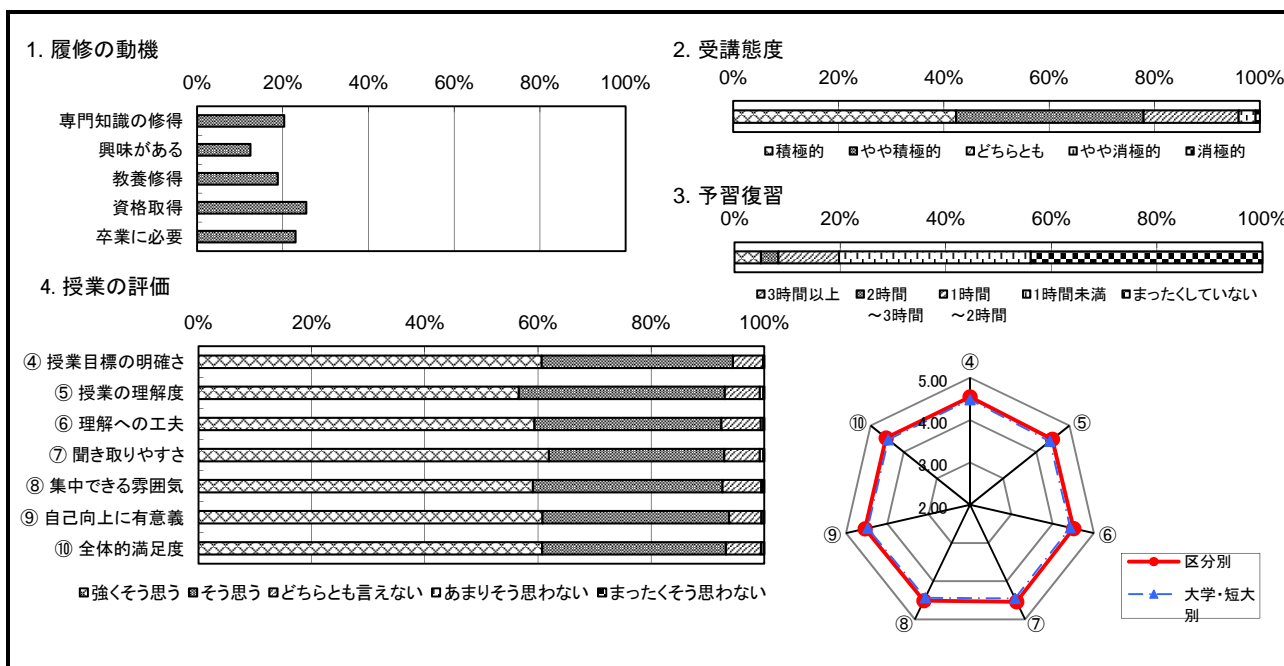 1. 履修の動機
0% 20% 40% 60% 80% 100%
専門知識の修得
興味がある
教養修得
資格取得
卒業に必要
2. 受講態度
0% 20% 40% 60% 80% 100%
積極的 やや積極的 どちらとも やや消極的 消極的
3. 予習復習
0% 20% 40% 60% 80% 100%
3時間以上 2時間 1時間 1時間未満 まったくしていない
～3時間 ～2時間
4. 授業の評価
0% 20% 40% 60% 80% 100%
④ 授業目標の明確さ
⑤ 授業の理解度
⑥ 理解への工夫
⑦ 聞き取りやすさ
⑧ 集中できる雰囲気
⑨ 自己向上に有意義
⑩ 全体的満足度
強くそう思う そう思う どちらとも言えない あまりそう思わない まったくそう思わない
④
5.00
⑩ ⑤
4.00
3.00
2.00
⑨ ⑥
⑧ ⑦
区分別
大学・短大
別